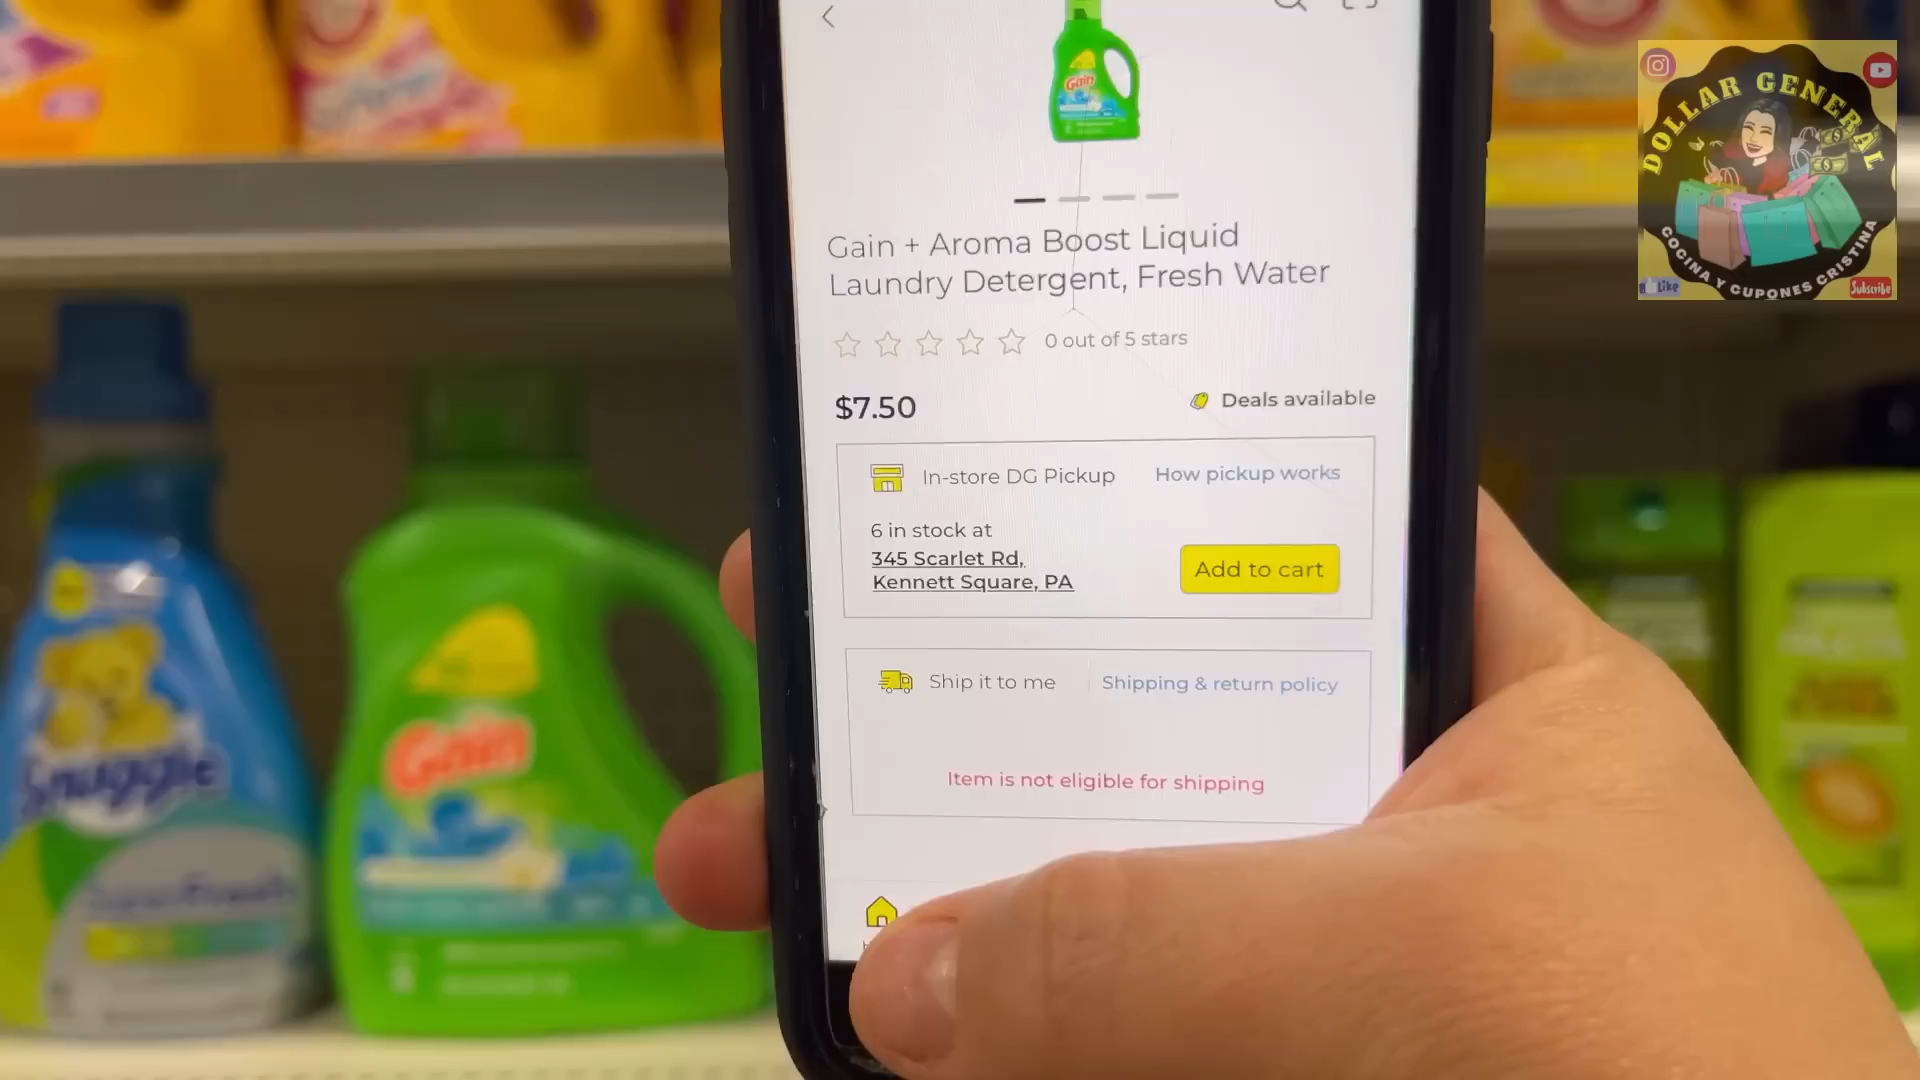 Gain
Gain + Aroma Boost Liquid
Laundry Detergent, Fresh Water
0 out of 5 stars
$7.50
Deals available
In-store DG Pickup
How pickup works
6 in stock at
345 Scarlet Rd,
Kennett Square, PA
Add to cart
Ship it to me
Shipping & return policy
Item is not eligible for shipping
Snuggle
Gain
DOLLAR GENERAL
COCINA Y CUPONES CRISTINA
Like
Subscribe